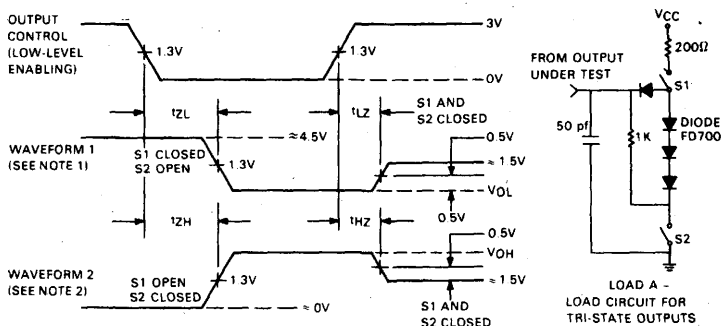 OUTPUT
CONTROL
(LOW-LEVEL
ENABLING)
1.3V
1.3V
3V
0V
tZL
tLZ
S1 AND
S2 CLOSED
WAVEFORM 1
(SEE NOTE 1)
S1 CLOSED
S2 OPEN
≈4.5V
1.3V
0.5V
≈1.5V
VOL
0.5V
tZH
tHZ
0.5V
VOH
WAVEFORM 2
(SEE NOTE 2)
S1 OPEN
S2 CLOSED
1.3V
≈0V
≈1.5V
S1 AND
S2 CLOSED
VCC
200Ω
FROM OUTPUT
UNDER TEST
S1
50 pf
1K
DIODE
FD700
S2
LOAD A –
LOAD CIRCUIT FOR
TRI-STATE OUTPUTS